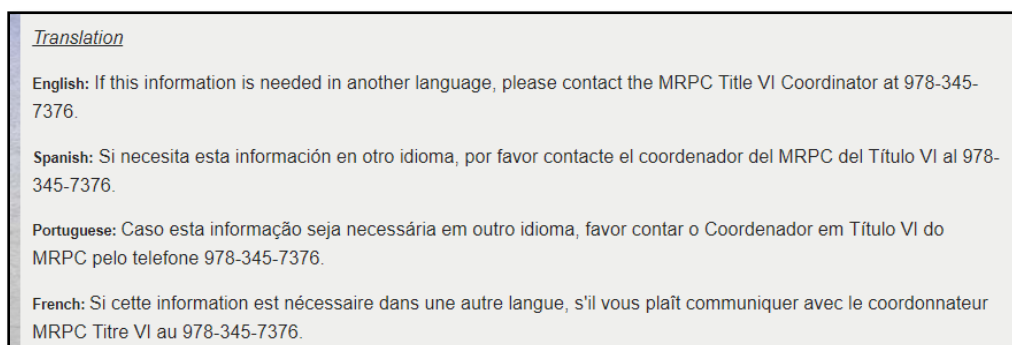 Translation
English: If this information is needed in another language, please contact the MRPC Title VI Coordinator at 978-345-
7376.
Spanish: Si necesita esta información en otro idioma, por favor contacte el coordenador del MRPC del Título VI al 978-
345-7376.
Portuguese: Caso esta informação seja necessária em outro idioma, favor contar o Coordenador em Título VI do
MRPC pelo telefone 978-345-7376.
French: Si cette information est nécessaire dans une autre langue, s'il vous plaît communiquer avec le coordonnateur
MRPC Titre VI au 978-345-7376.